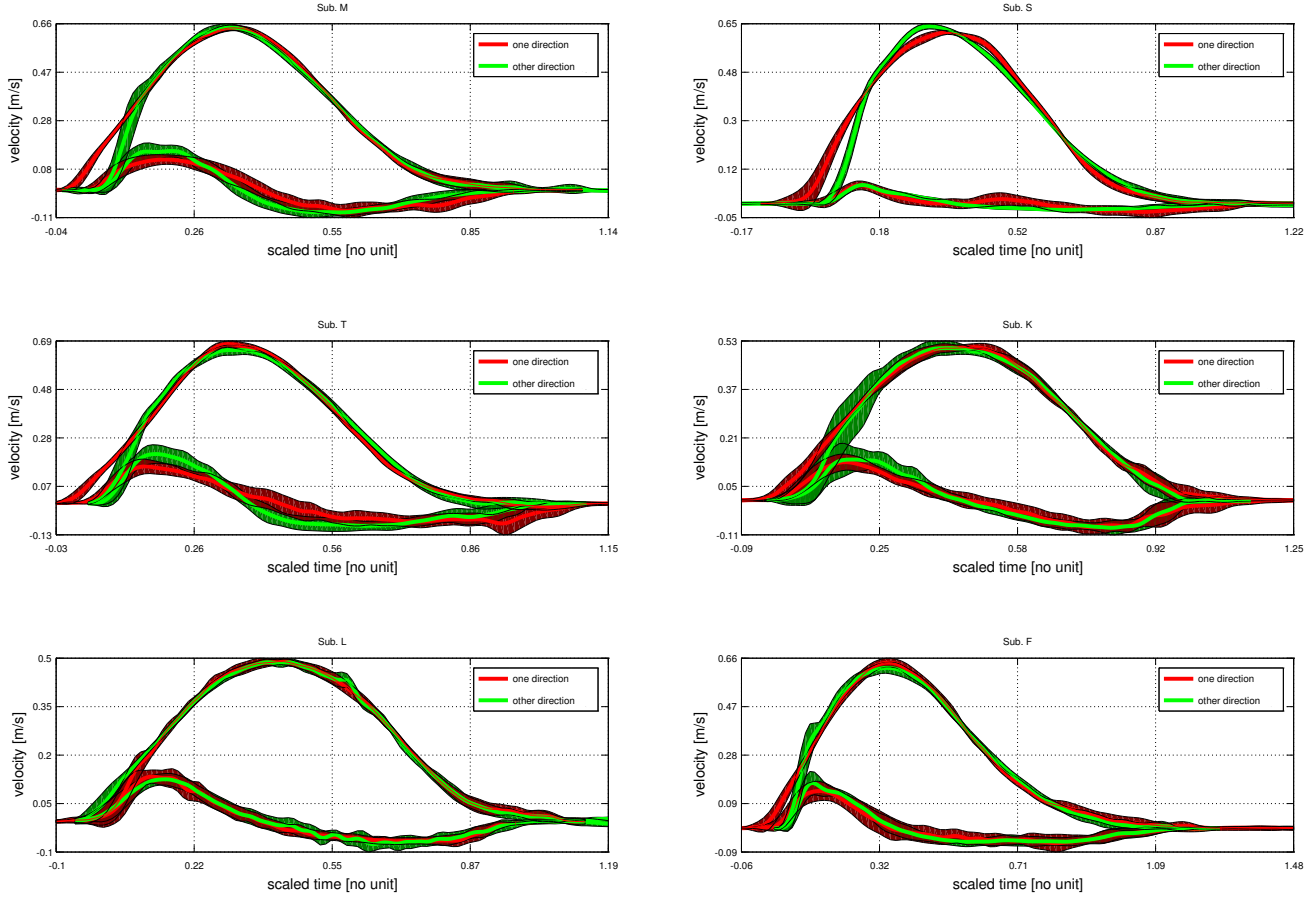 Sub. M
0.66
0.47
0.28
0.08
-0.11
velocity [m/s]
one direction
other direction
-0.04 0.26 0.56 0.85 1.14
scaled time [no unit]
Sub. S
0.65
0.48
0.3
0.12
-0.05
velocity [m/s]
one direction
other direction
-0.17 0.18 0.52 0.87 1.22
scaled time [no unit]
Sub. T
0.69
0.48
0.28
0.07
-0.13
velocity [m/s]
one direction
other direction
-0.03 0.26 0.56 0.86 1.15
scaled time [no unit]
Sub. K
0.53
0.37
0.21
0.05
-0.11
velocity [m/s]
one direction
other direction
-0.09 0.25 0.58 0.92 1.25
scaled time [no unit]
Sub. L
0.5
0.35
0.2
0.05
-0.1
velocity [m/s]
one direction
other direction
-0.1 0.22 0.55 0.87 1.19
scaled time [no unit]
Sub. F
0.66
0.47
0.28
0.09
-0.09
velocity [m/s]
one direction
other direction
-0.06 0.32 0.71 1.09 1.48
scaled time [no unit]